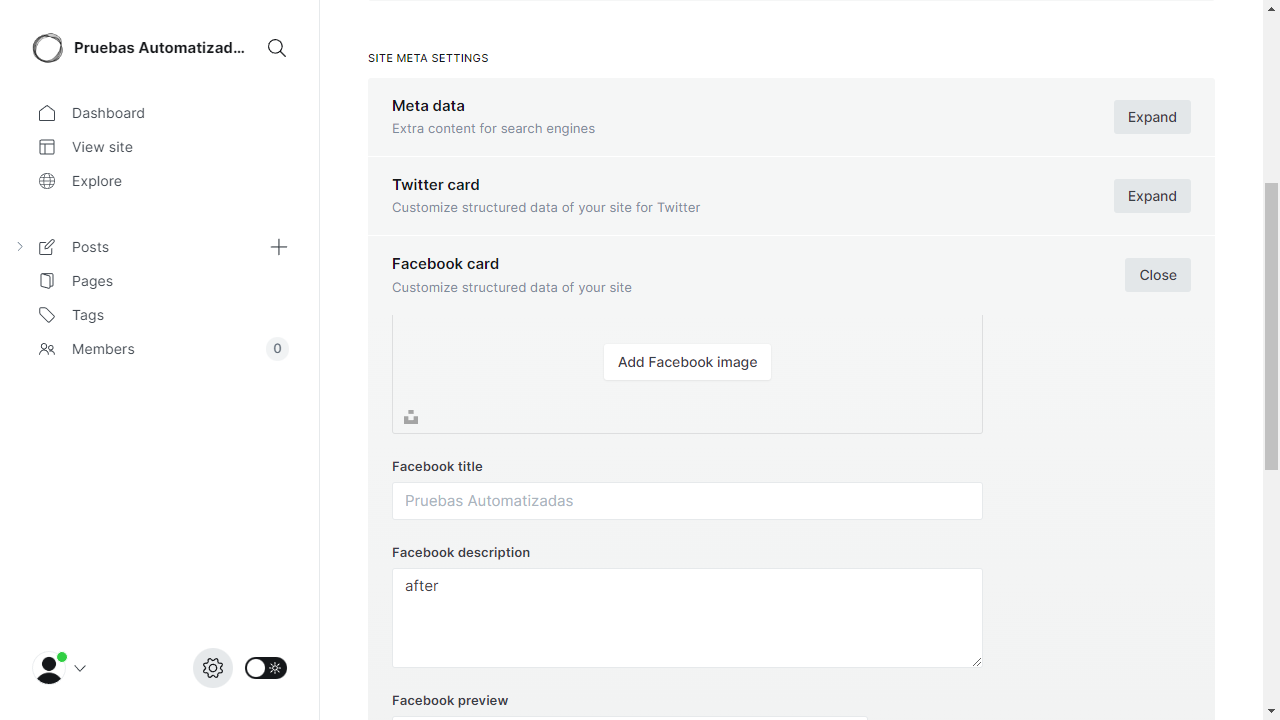 Pruebas Automatizad...
Dashboard
View site
Explore
Posts
Pages
Tags
Members
0
SITE META SETTINGS
Meta data
Extra content for search engines
Expand
Twitter card
Customize structured data of your site for Twitter
Expand
Facebook card
Customize structured data of your site
Close
Add Facebook image
Facebook title
Pruebas Automatizadas
Facebook description
after
Facebook preview